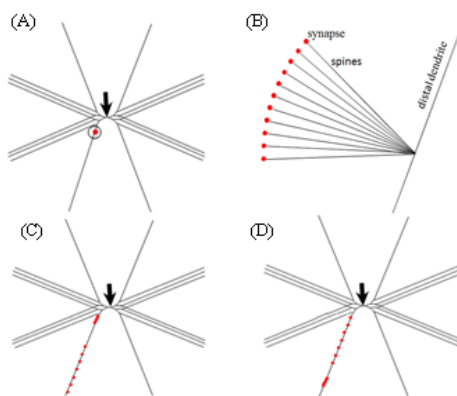 (A)
(B)
synapse
spines
distal dendrite
(C)
(D)